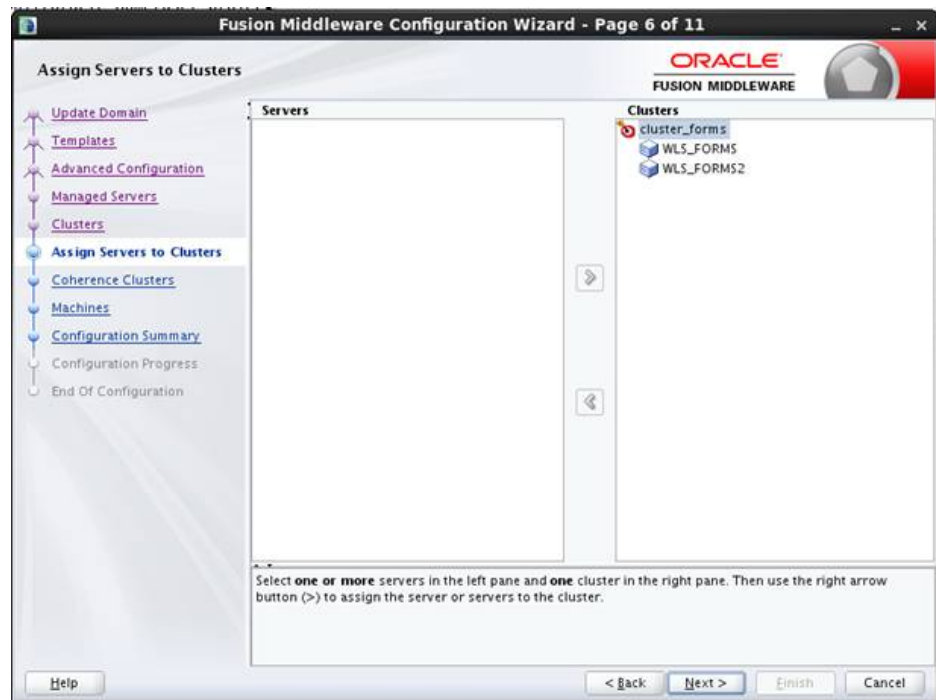 Fusion Middleware Configuration Wizard - Page 6 of 11
Assign Servers to Clusters
ORACLE
FUSION MIDDLEWARE
Update Domain
Templates
Advanced Configuration
Managed Servers
Clusters
Assign Servers to Clusters
Coherence Clusters
Machines
Configuration Summary
Configuration Progress
End Of Configuration
Servers
Clusters
cluster_forms
WLS_FORMS
WLS_FORMS2
Select one or more servers in the left pane and one cluster in the right pane. Then use the right arrow
button (>) to assign the server or servers to the cluster.
Help
< Back
Next >
Finish
Cancel